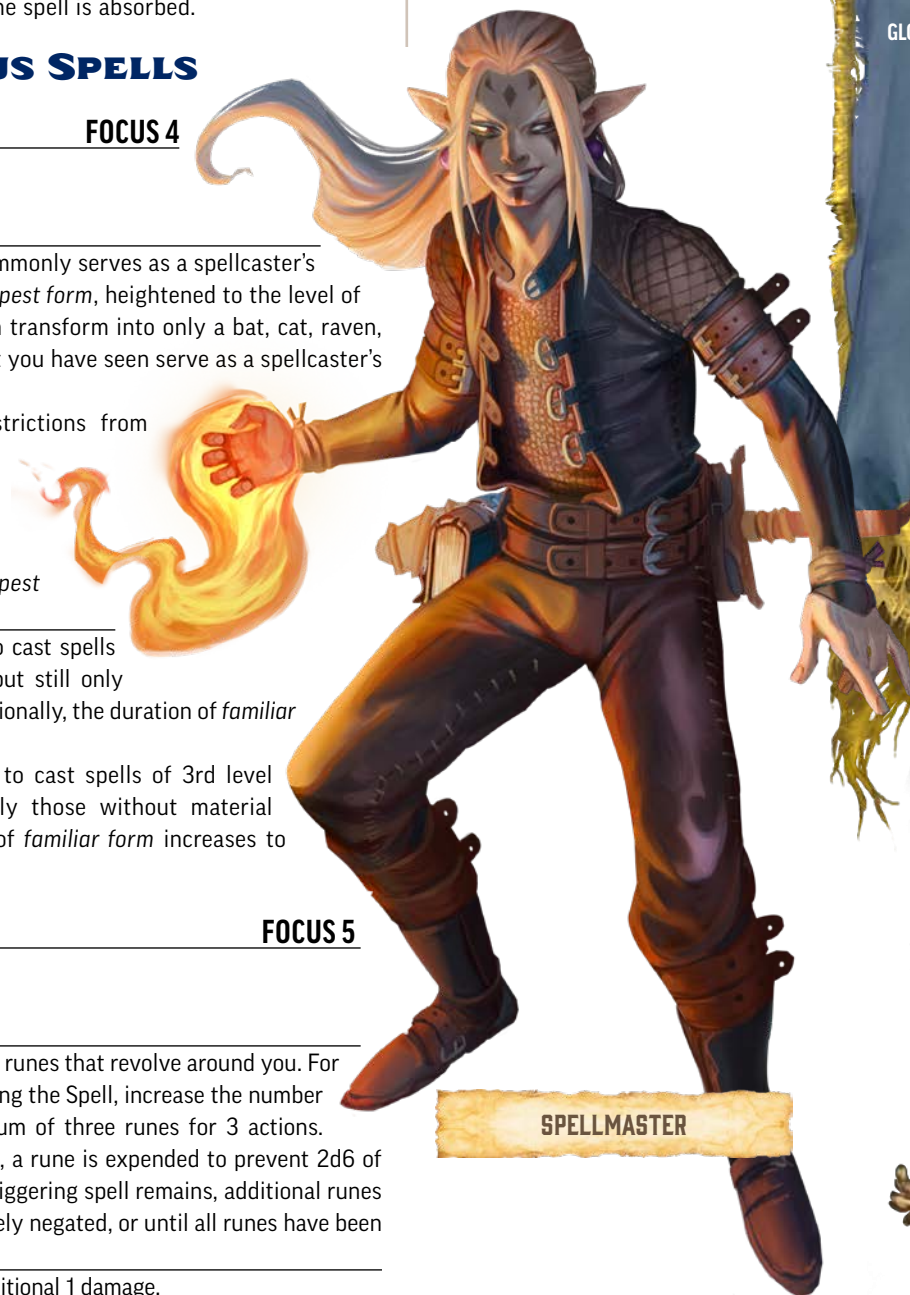 ne spell is absorbed.
US SPELLS
FOCUS 4
mmonly serves as a spellcaster's
pest form, heightened to the level of
transform into only a bat, cat, raven,
you have seen serve as a spellcaster's
strictions from
pest
o cast spells
but still only
ionally, the duration of familiar
to cast spells of 3rd level
ly those without material
of familiar form increases to
FOCUS 5
runes that revolve around you. For
ng the Spell, increase the number
um of three runes for 3 actions.
, a rune is expended to prevent 2d6 of
iggering spell remains, additional runes
ely negated, or until all runes have been
ditional 1 damage.
SPELLMASTER
GLO